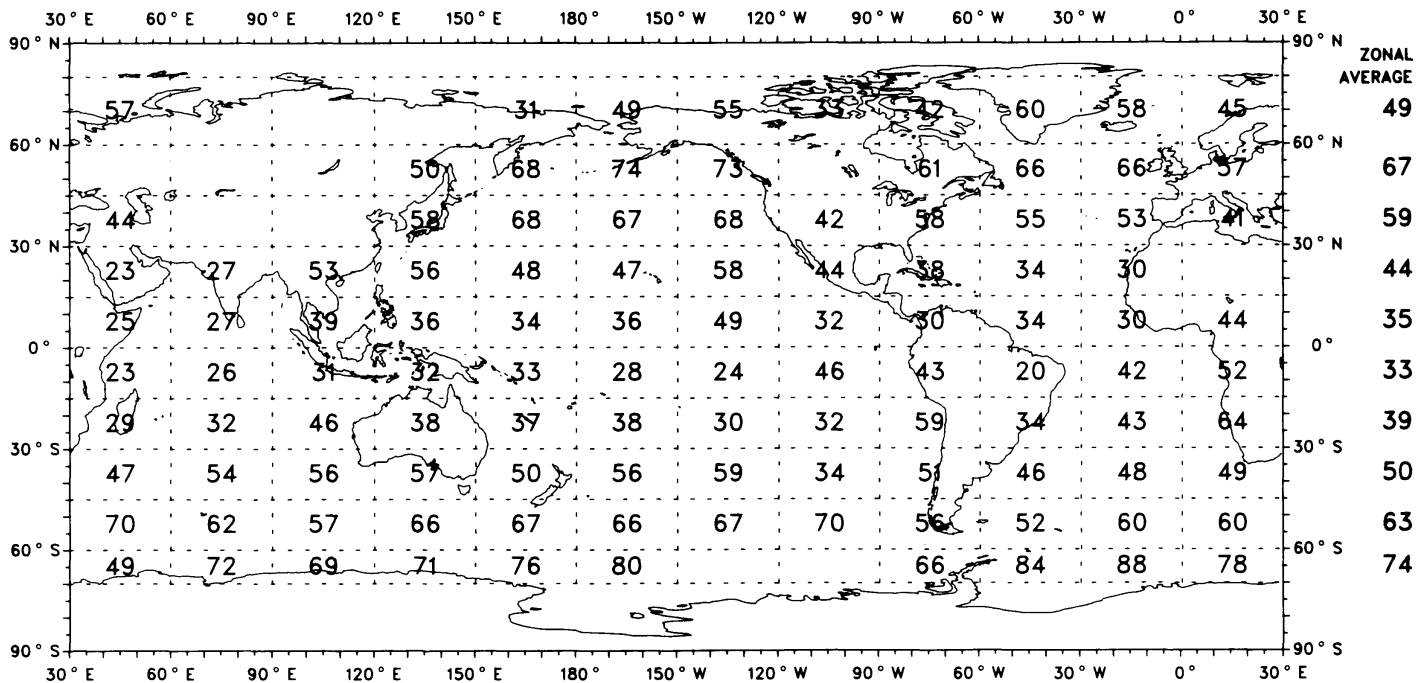 30° E 60° E 90° E 120° E 150° E 180° 150° W 120° W 90° W 60° W 30° W 0° 30° E
90° N 90° N
ZONAL
AVERAGE
57 31 49 55 33 42 60 58 45 49
60° N 60° N
50 68 74 73 61 66 66 57 67
44 58 68 67 68 42 58 55 53 41 59
30° N 30° N
23 27 53 56 48 47 58 44 38 34 30 44
25 27 39 36 34 36 49 32 30 34 30 44 35
0° 0°
23 26 31 32 33 28 24 46 43 20 42 52 33
29 32 46 38 37 38 30 32 59 34 43 64 39
30° S 30° S
47 54 56 57 50 56 59 34 51 46 48 49 50
70 62 57 66 67 66 67 70 56 52 60 60 63
60° S 60° S
49 72 69 71 76 80 66 84 88 78 74
90° S 90° S
30° E 60° E 90° E 120° E 150° E 180° 150° W 120° W 90° W 60° W 30° W 0° 30° E